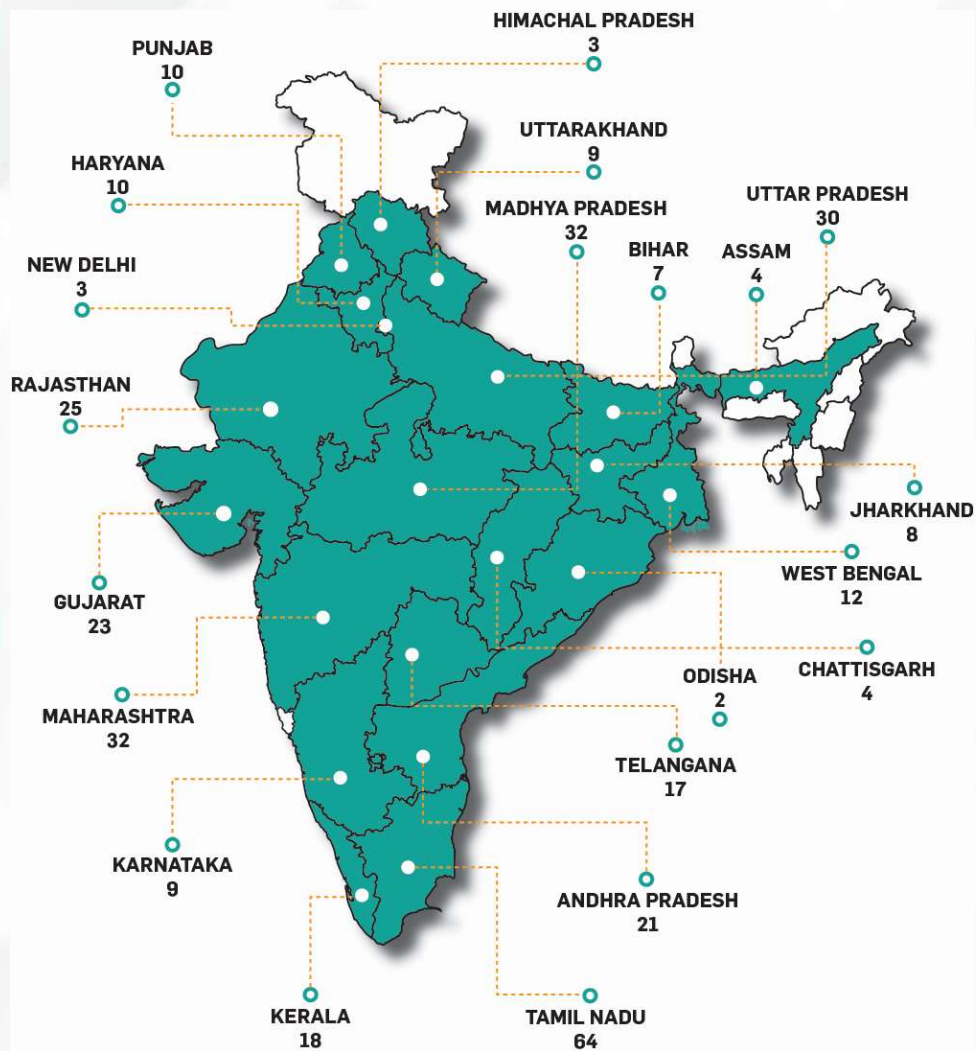 HIMACHAL PRADESH
3
PUNJAB
10
UTTARAKHAND
9
HARYANA
10
MADHYA PRADESH
32
UTTAR PRADESH
30
BIHAR
7
ASSAM
4
NEW DELHI
3
RAJASTHAN
25
JHARKHAND
8
WEST BENGAL
12
GUJARAT
23
CHATTISGARH
4
ODISHA
2
MAHARASHTRA
32
TELANGANA
17
KARNATAKA
9
ANDHRA PRADESH
21
KERALA
18
TAMIL NADU
64